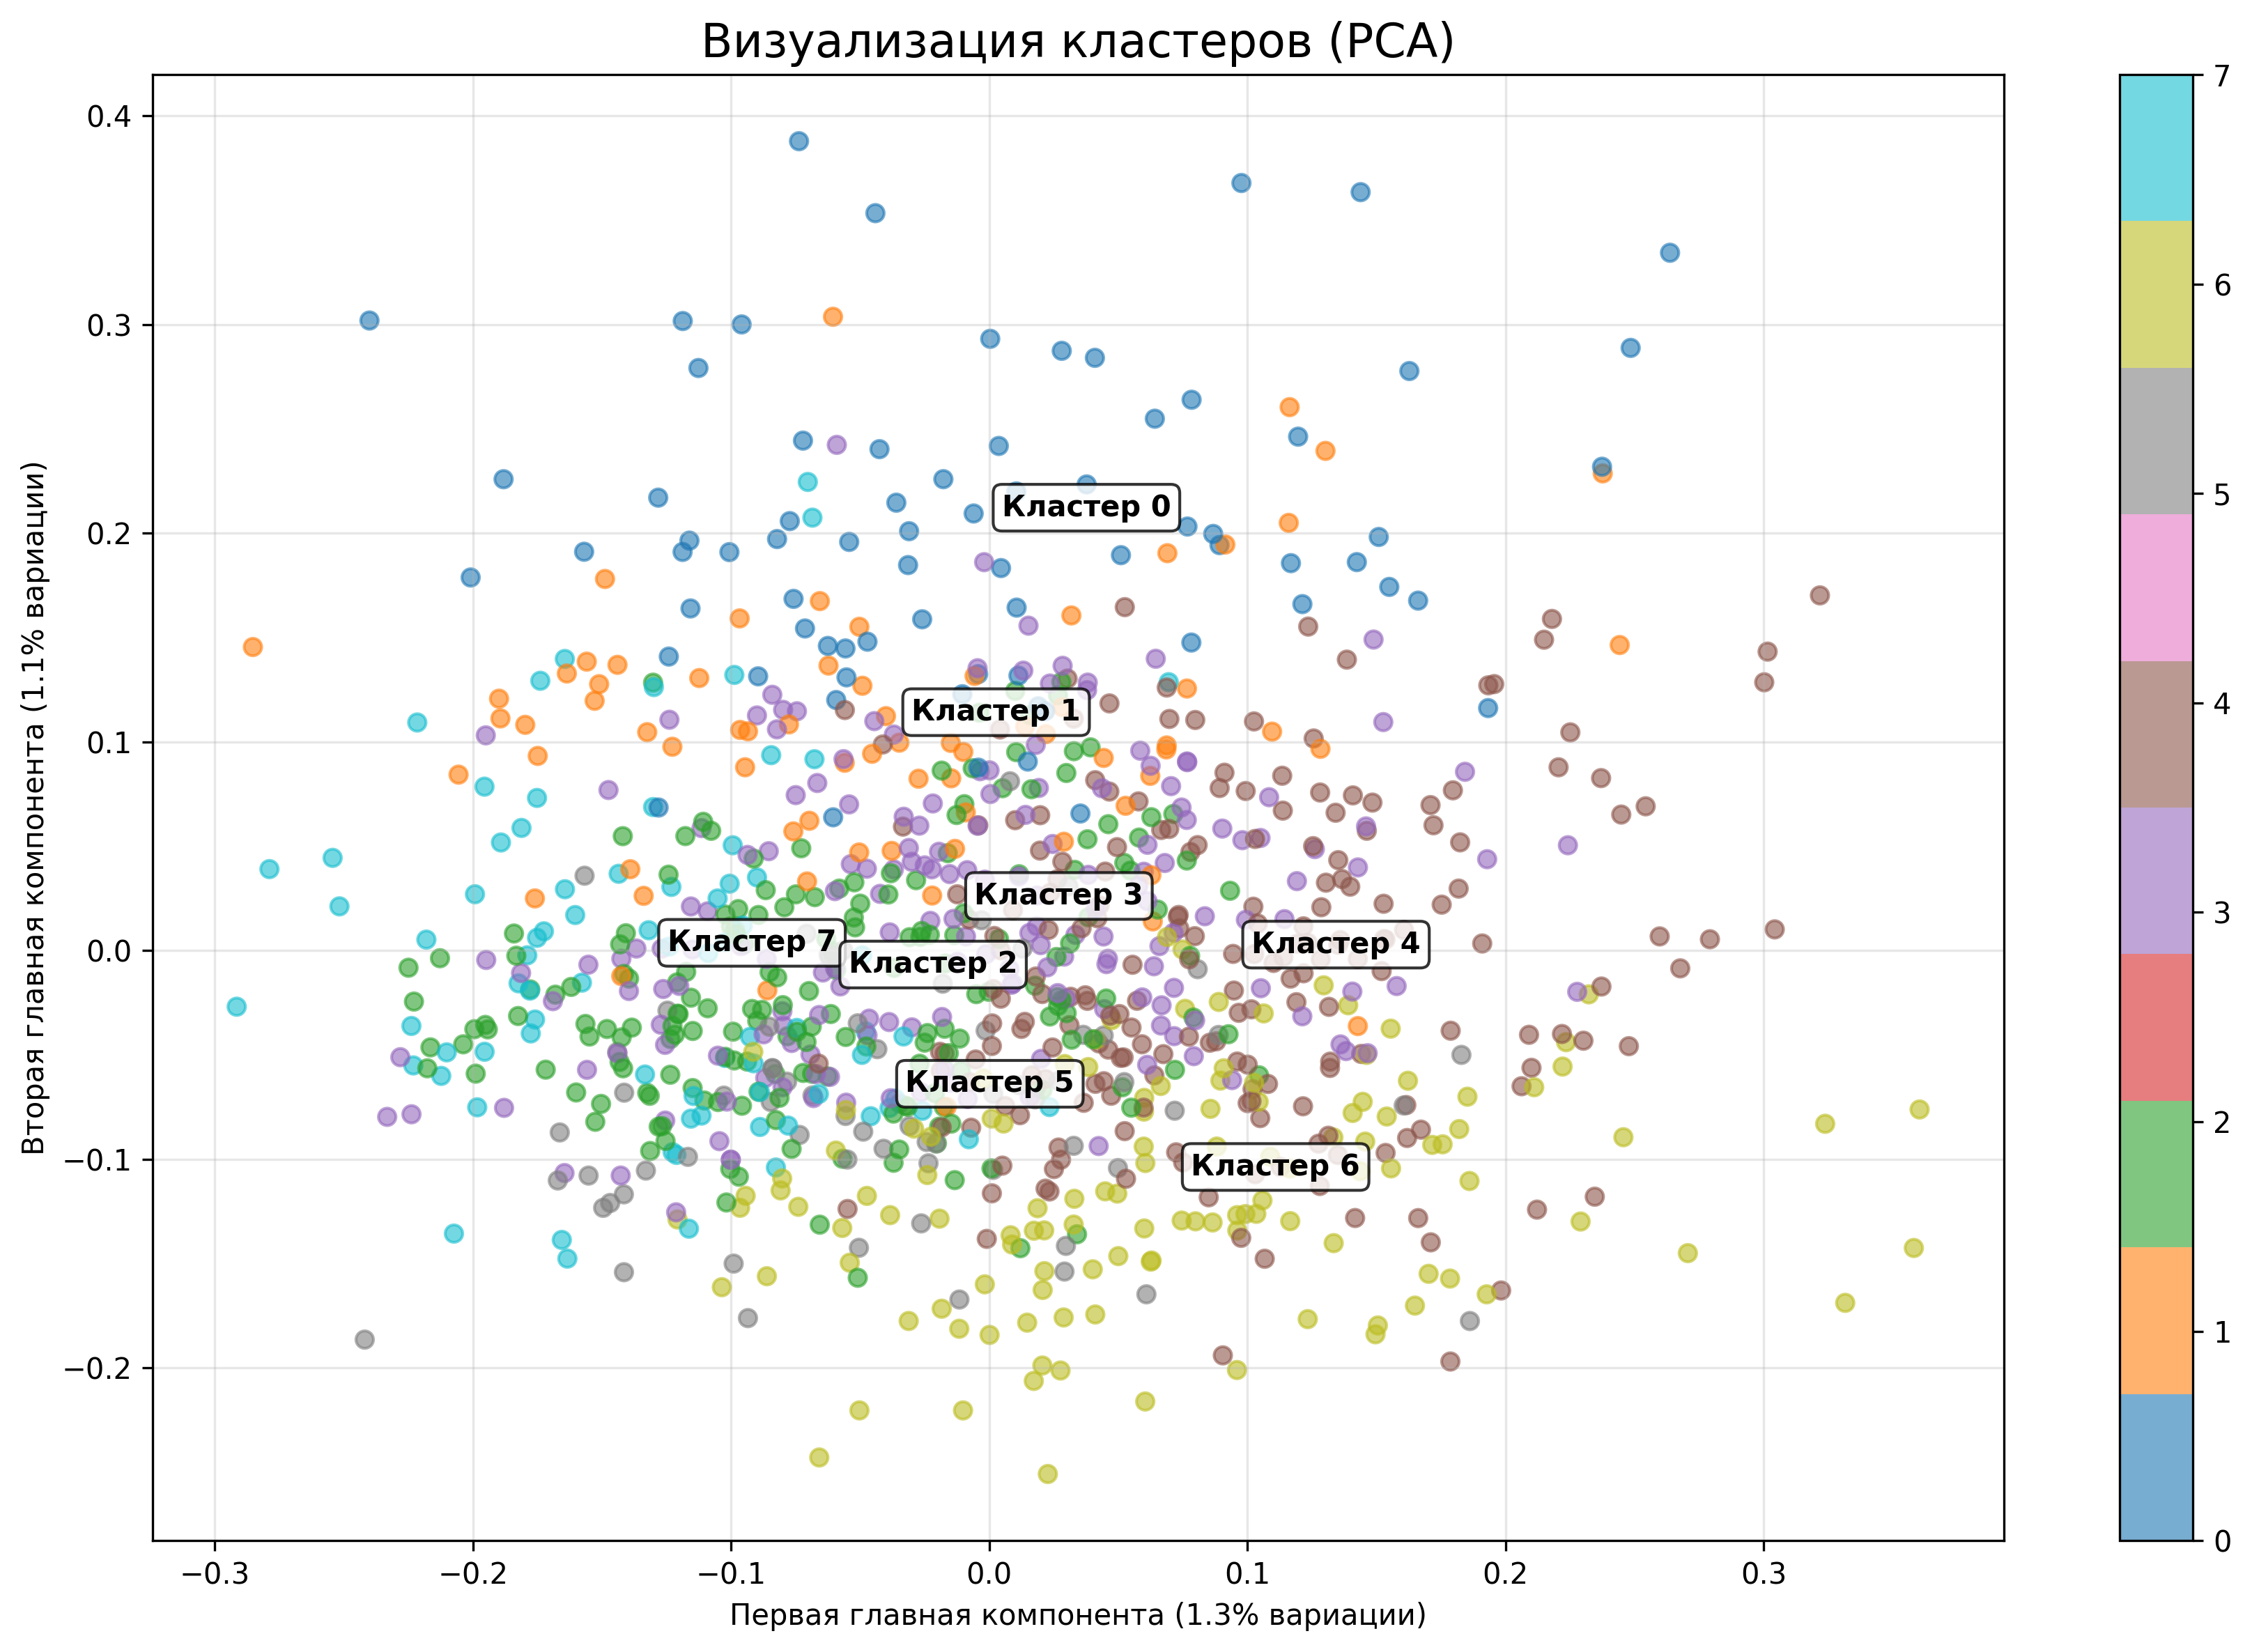 Визуализация кластеров (PCA)
Вторая главная компонента (1.1% вариации)
0.4
0.3
0.2
0.1
0.0
−0.1
−0.2
Кластер 0
Кластер 1
Кластер 3
Кластер 7
Кластер 4
Кластер 2
Кластер 5
Кластер 6
−0.3
−0.2
−0.1
0.0
0.1
0.2
0.3
Первая главная компонента (1.3% вариации)
7
6
5
4
3
2
1
0